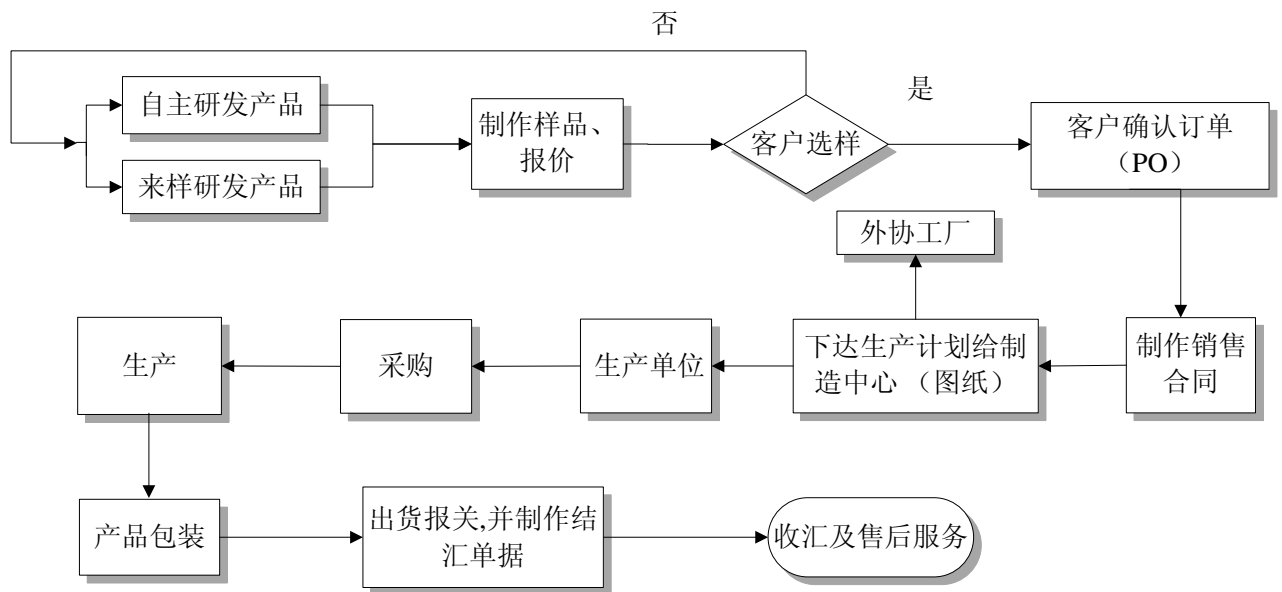 否
是
自主研发产品
来样研发产品
制作样品、
报价
客户选样
客户确认订单
（PO）
外协工厂
生产
采购
生产单位
下达生产计划给制
造中心 （图纸）
制作销售
合同
产品包装
出货报关,并制作结
汇单据
收汇及售后服务